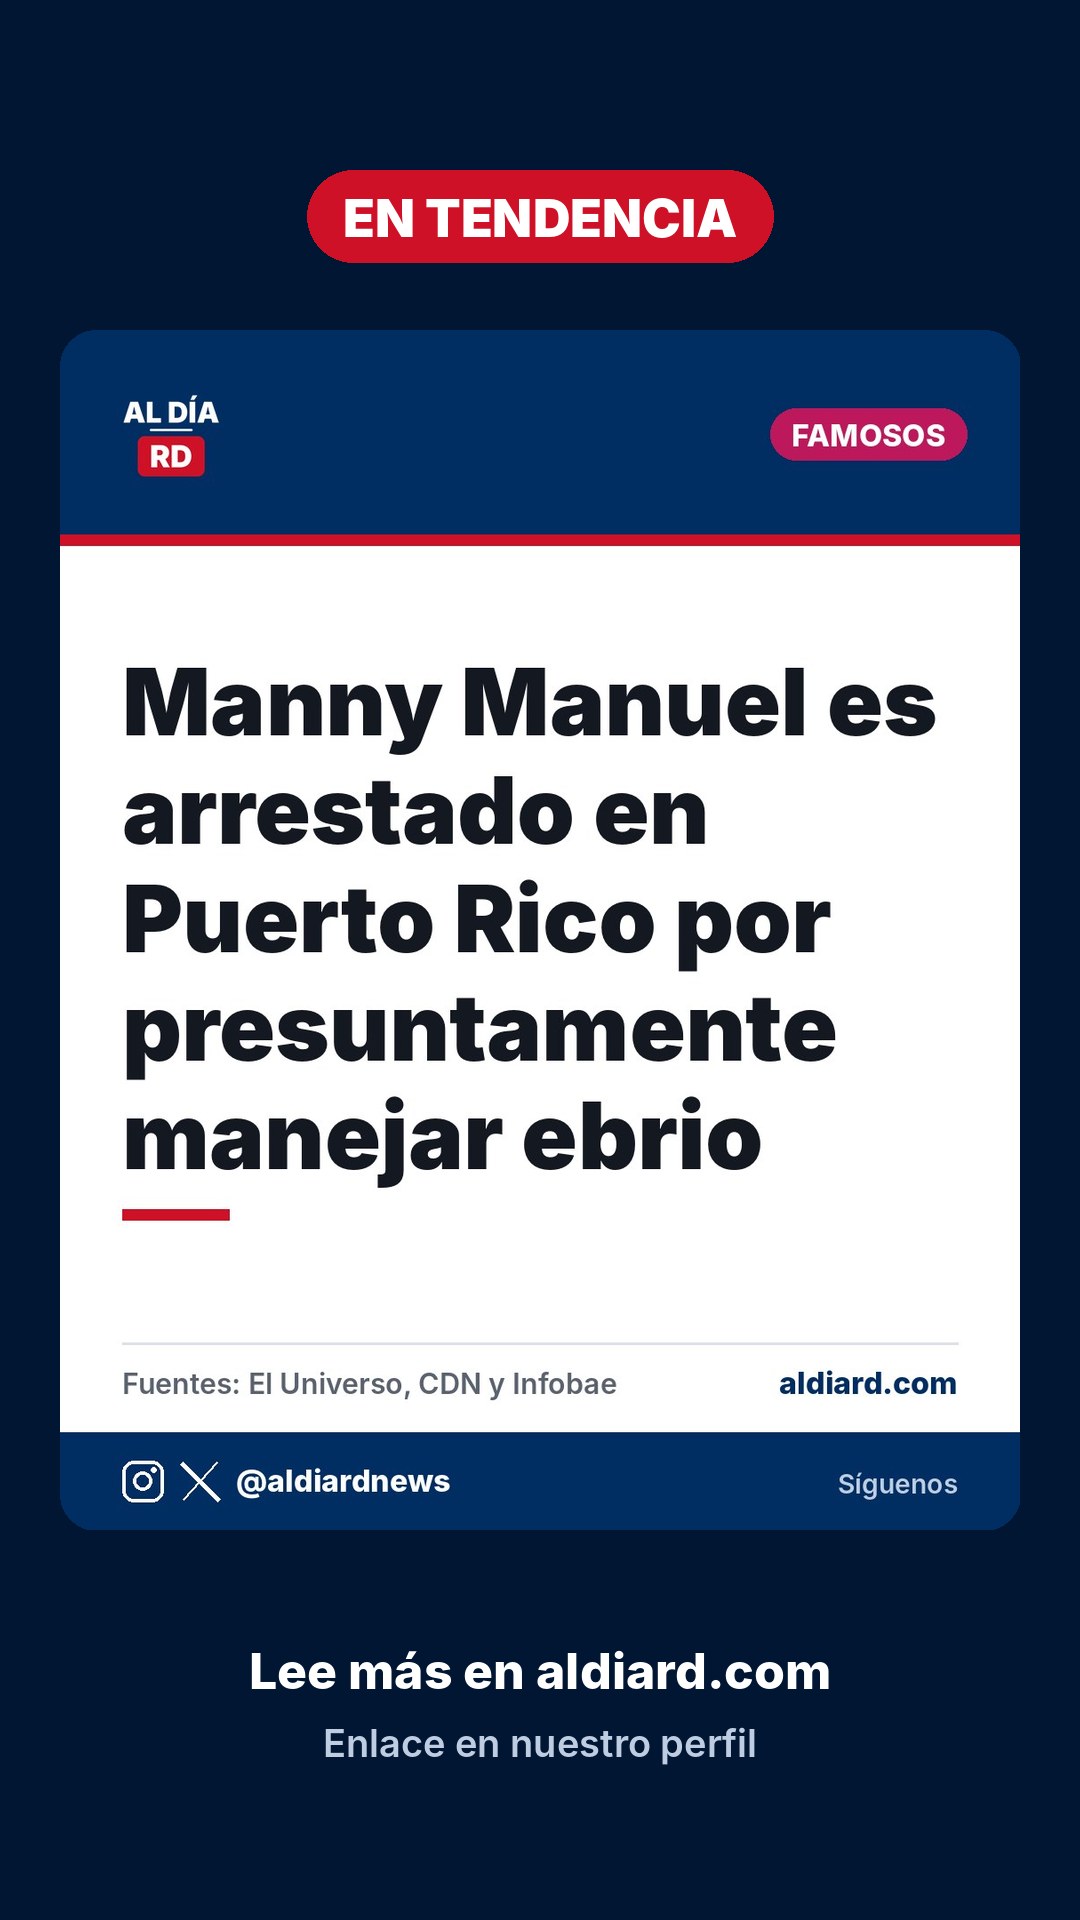 EN TENDENCIA
AL DÍA
RD
FAMOSOS
Manny Manuel es
arrestado en
Puerto Rico por
presuntamente
manejar ebrio
Fuentes: El Universo, CDN y Infobae
aldiard.com
@aldiardnews
Síguenos
Lee más en aldiard.com
Enlace en nuestro perfil